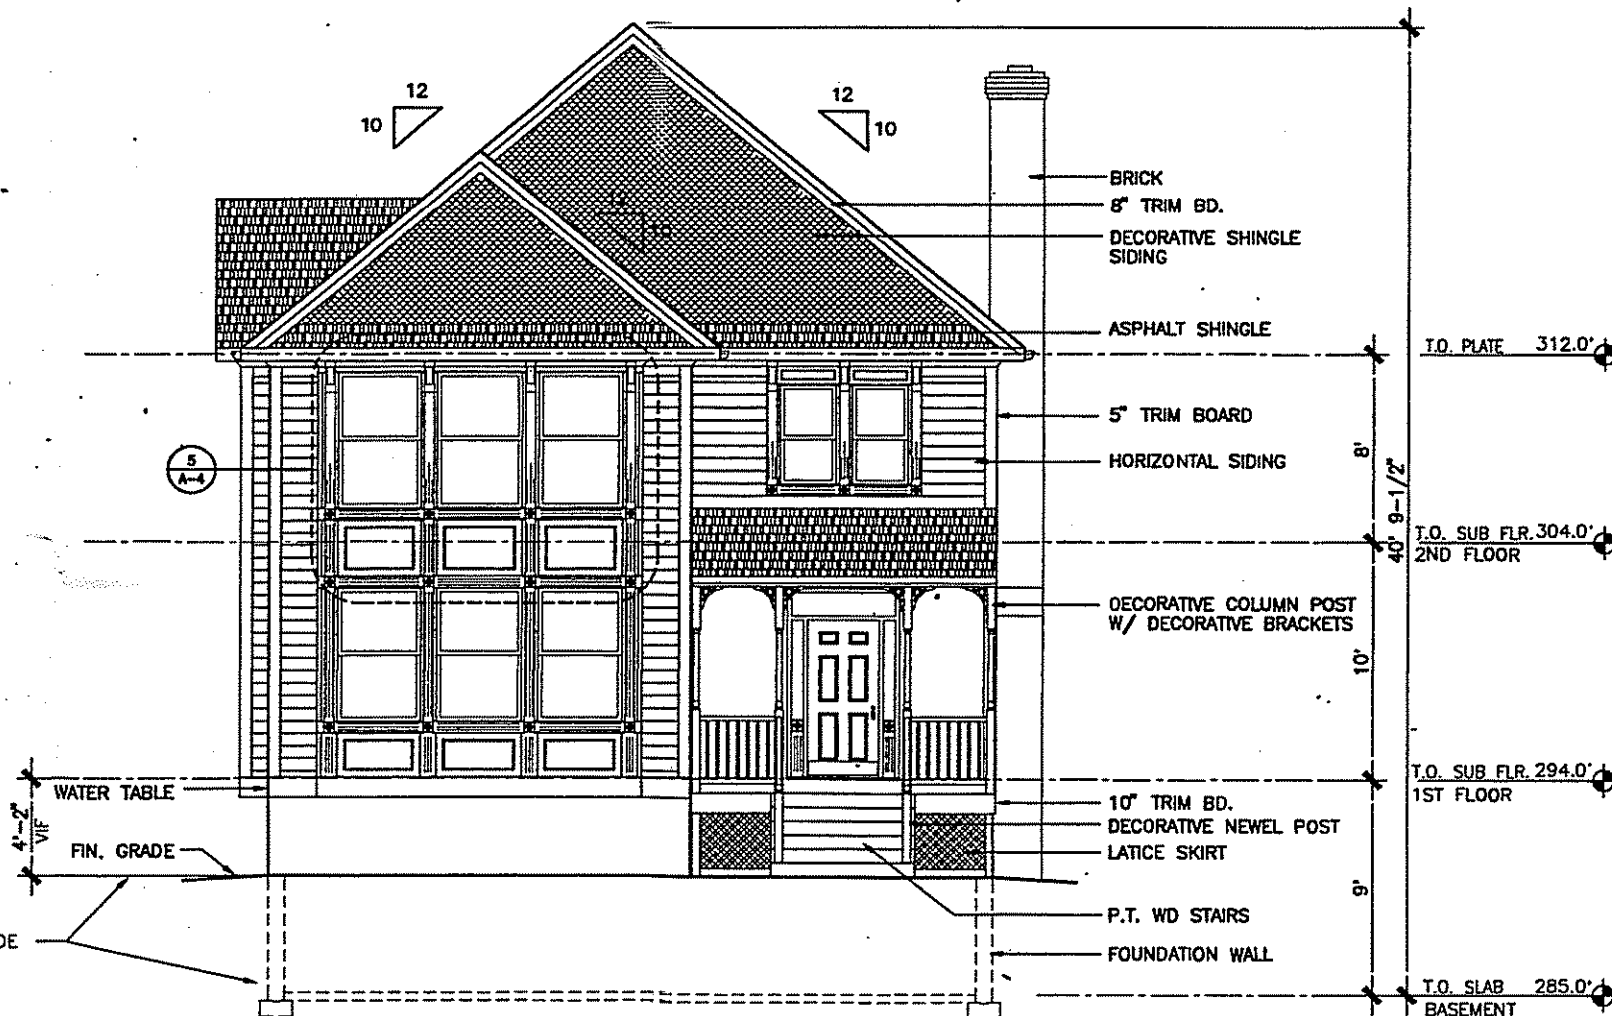 12
10
12
10
12
10
BRICK
8" TRIM BD.
DECORATIVE SHINGLE
SIDING
ASPHALT SHINGLE
T.O. PLATE 312.0'
5" TRIM BOARD
HORIZONTAL SIDING
5
A-4
8'
40' 9-1/2"
T.O. SUB FLR. 304.0'
2ND FLOOR
DECORATIVE COLUMN POST
W/ DECORATIVE BRACKETS
10'
T.O. SUB FLR. 294.0'
1ST FLOOR
WATER TABLE
4'-2"
VIF
FIN. GRADE
10" TRIM BD.
DECORATIVE NEWEL POST
LATICE SKIRT
9'
P.T. WD STAIRS
FOUNDATION WALL
DE
T.O. SLAB 285.0'
BASEMENT